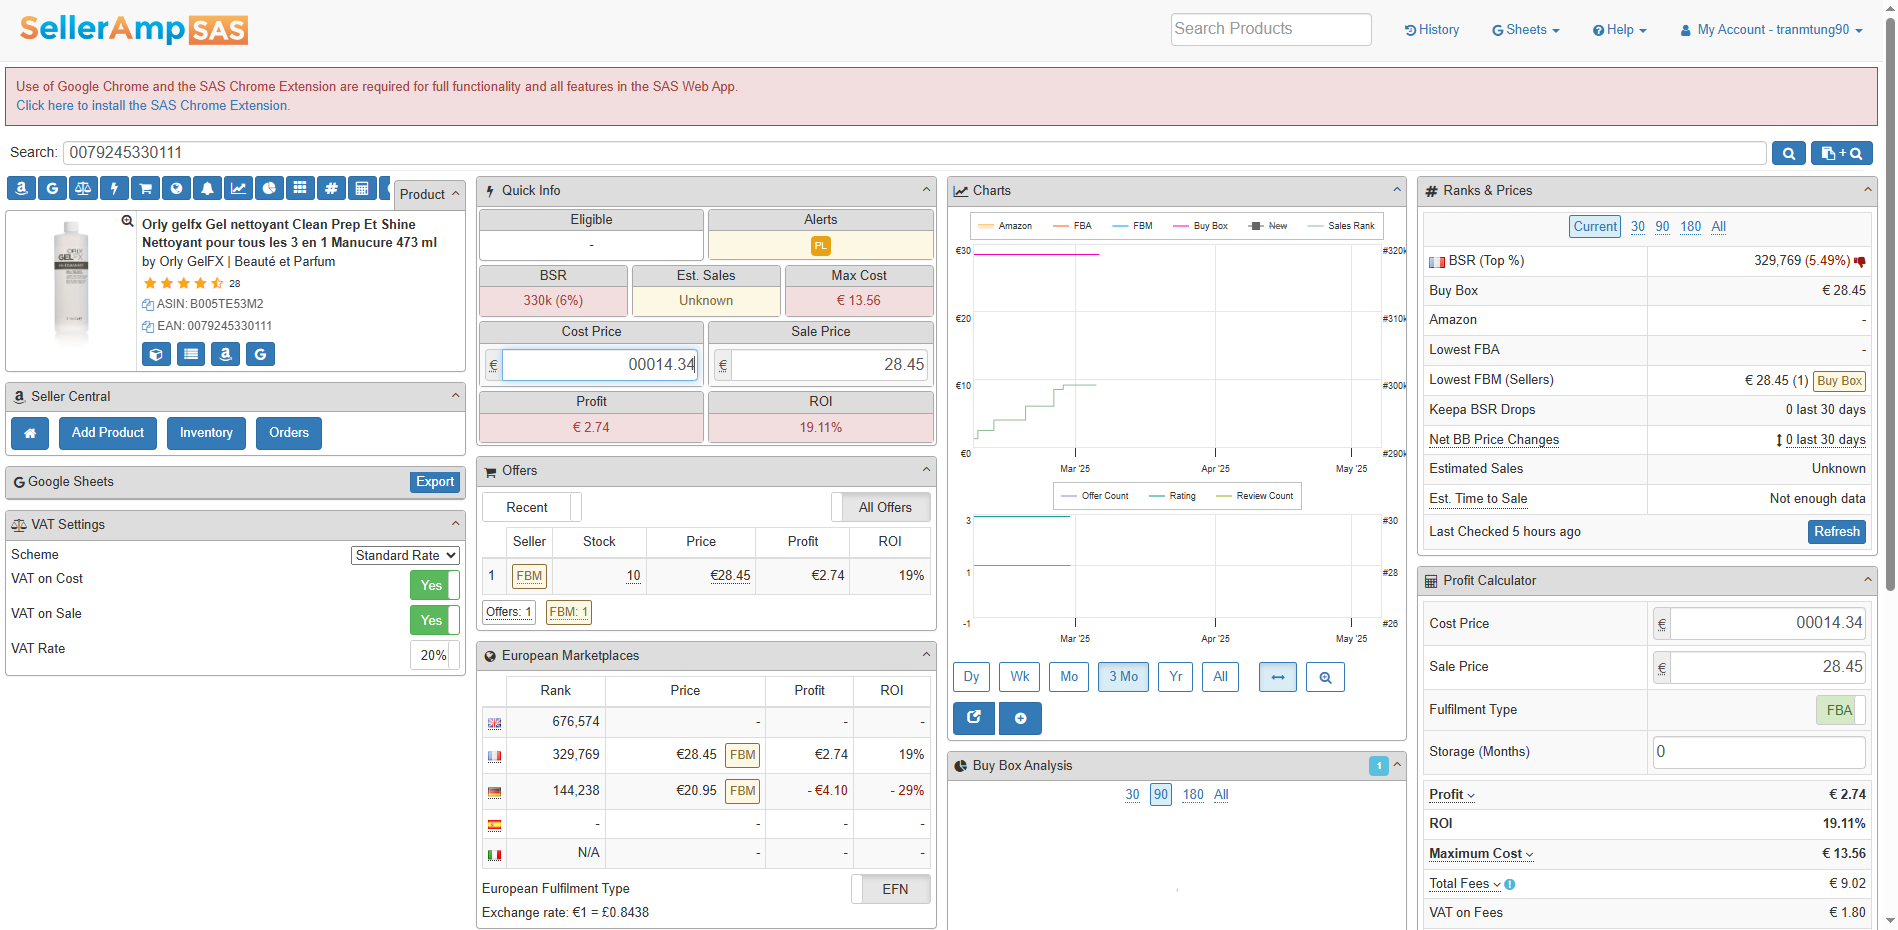 SellerAmp SAS
Search Products
History
Sheets
Help
My Account - tranmtung90
Use of Google Chrome and the SAS Chrome Extension are required for full functionality and all features in the SAS Web App.
Click here to install the SAS Chrome Extension.
Search: 0079245330111
+
Product
Orly gelfx Gel nettoyant Clean Prep Et Shine
Nettoyant pour tous les 3 en 1 Manucure 473 ml
by Orly GelFX | Beauté et Parfum
28
ASIN: B005TE53M2
EAN: 0079245330111
ORLY
GELFX
Seller Central
Add Product
Inventory
Orders
Google Sheets
Export
VAT Settings
Scheme
Standard Rate
VAT on Cost
Yes
VAT on Sale
Yes
VAT Rate
20%
Quick Info
Eligible
Alerts
-
PL
BSR
Est. Sales
Max Cost
330k (6%)
Unknown
€ 13.56
Cost Price
Sale Price
€ 00014.34
€ 28.45
Profit
ROI
€ 2.74
19.11%
Offers
Recent
All Offers
Seller Stock Price Profit ROI
1 FBM 10 €28.45 €2.74 19%
Offers: 1
FBM: 1
European Marketplaces
Rank Price Profit ROI
676,574 - - -
329,769 €28.45 FBM €2.74 19%
144,238 €20.95 FBM - €4.10 - 29%
- - - -
N/A - - -
European Fulfilment Type
EFN
Exchange rate: €1 = £0.8438
Charts
Amazon FBA FBM Buy Box New Sales Rank
€30
€20
€10
€0
#320k
#310k
#300k
#290k
Mar '25
Apr '25
May '25
Offer Count Rating Review Count
3
1
-1
#30
#28
#26
Mar '25
Apr '25
May '25
Dy
Wk
Mo
3 Mo
Yr
All
Buy Box Analysis
1
30 90 180 All
Ranks & Prices
Current 30 90 180 All
BSR (Top %) 329,769 (5.49%)
Buy Box € 28.45
Amazon -
Lowest FBA -
Lowest FBM (Sellers) € 28.45 (1) Buy Box
Keepa BSR Drops 0 last 30 days
Net BB Price Changes 0 last 30 days
Estimated Sales Unknown
Est. Time to Sale Not enough data
Last Checked 5 hours ago
Refresh
Profit Calculator
Cost Price € 00014.34
Sale Price € 28.45
Fulfilment Type FBA
Storage (Months) 0
Profit € 2.74
ROI 19.11%
Maximum Cost € 13.56
Total Fees € 9.02
VAT on Fees € 1.80